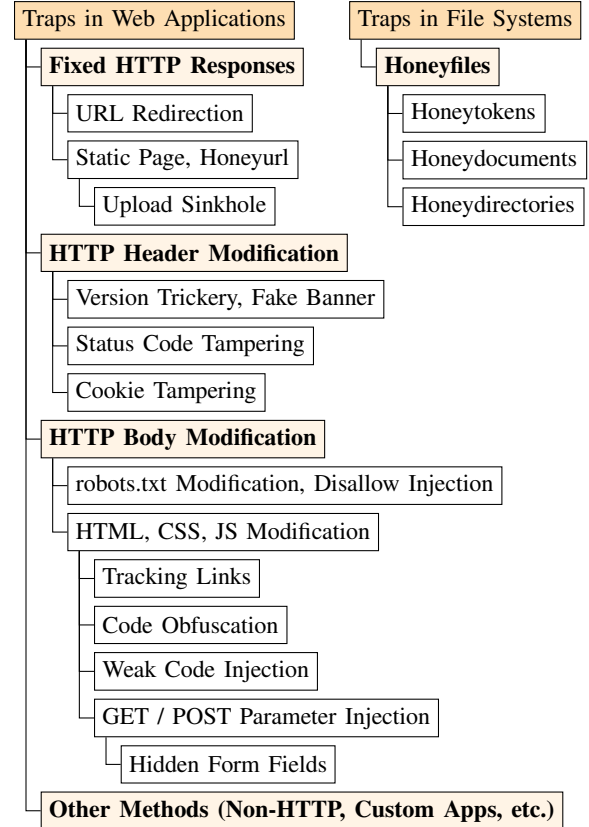 Traps in Web Applications
Fixed HTTP Responses
URL Redirection
Static Page, Honeyurl
Upload Sinkhole
HTTP Header Modification
Version Trickery, Fake Banner
Status Code Tampering
Cookie Tampering
HTTP Body Modification
robots.txt Modification, Disallow Injection
HTML, CSS, JS Modification
Tracking Links
Code Obfuscation
Weak Code Injection
GET / POST Parameter Injection
Hidden Form Fields
Other Methods (Non-HTTP, Custom Apps, etc.)
Traps in File Systems
Honeyfiles
Honeytokens
Honeydocuments
Honeydirectories